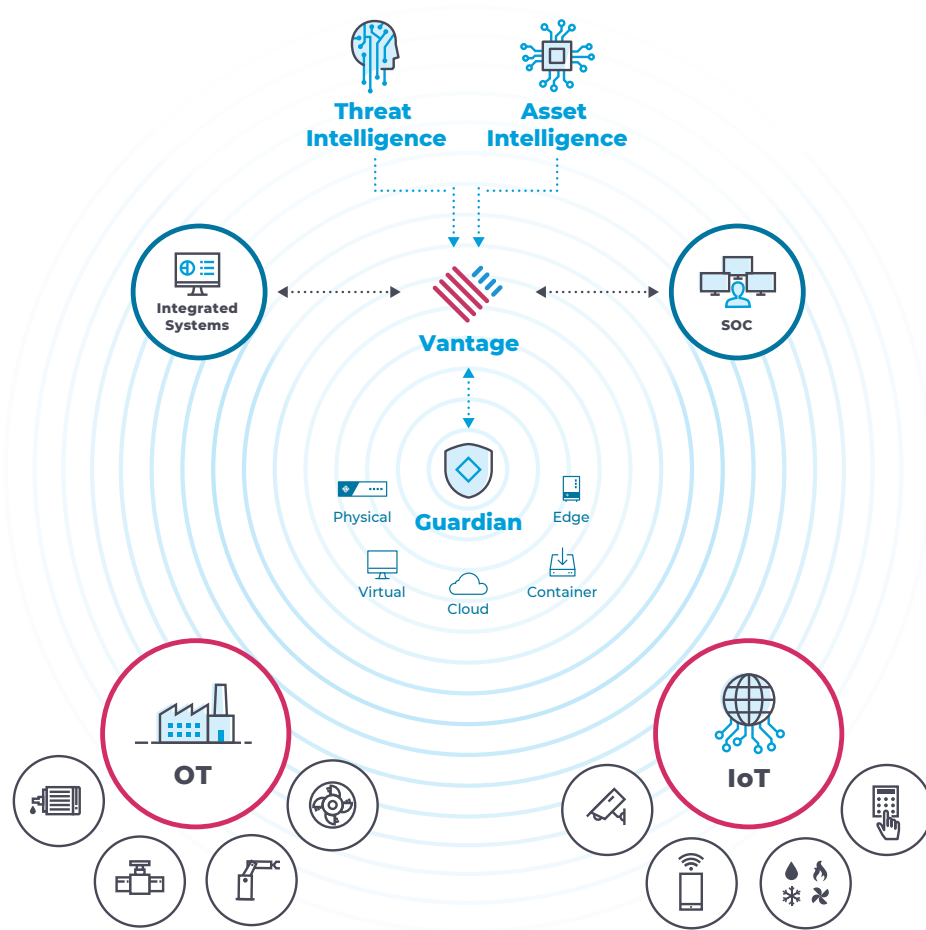 Threat
Intelligence
Asset
Intelligence
Integrated
Systems
Vantage
SOC
Physical
Guardian
Edge
Virtual
Cloud
Container
OT
IoT